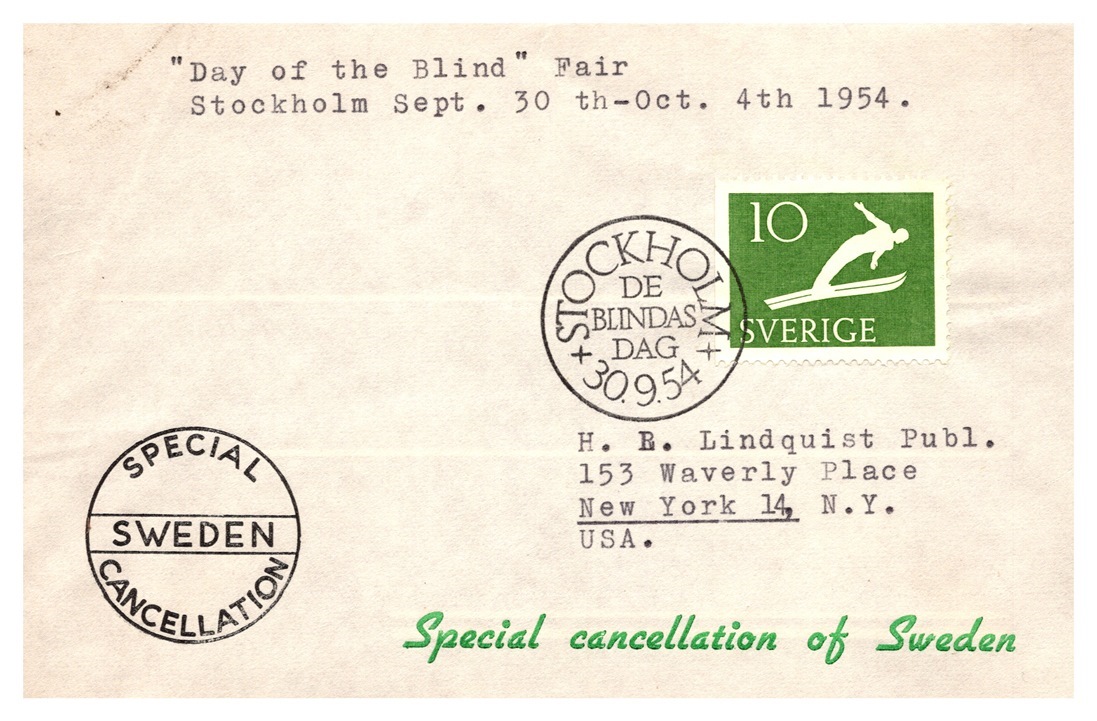 "Day of the Blind" Fair
Stockholm Sept. 30 th-Oct. 4th 1954.
10
SVERIGE
STOCKHOLM
DE
BLINDAS
DAG
30.9.54
H. E. Lindquist Publ.
153 Waverly Place
New York 14, N.Y.
USA.
SPECIAL
SWEDEN
CANCELLATION
Special cancellation of Sweden